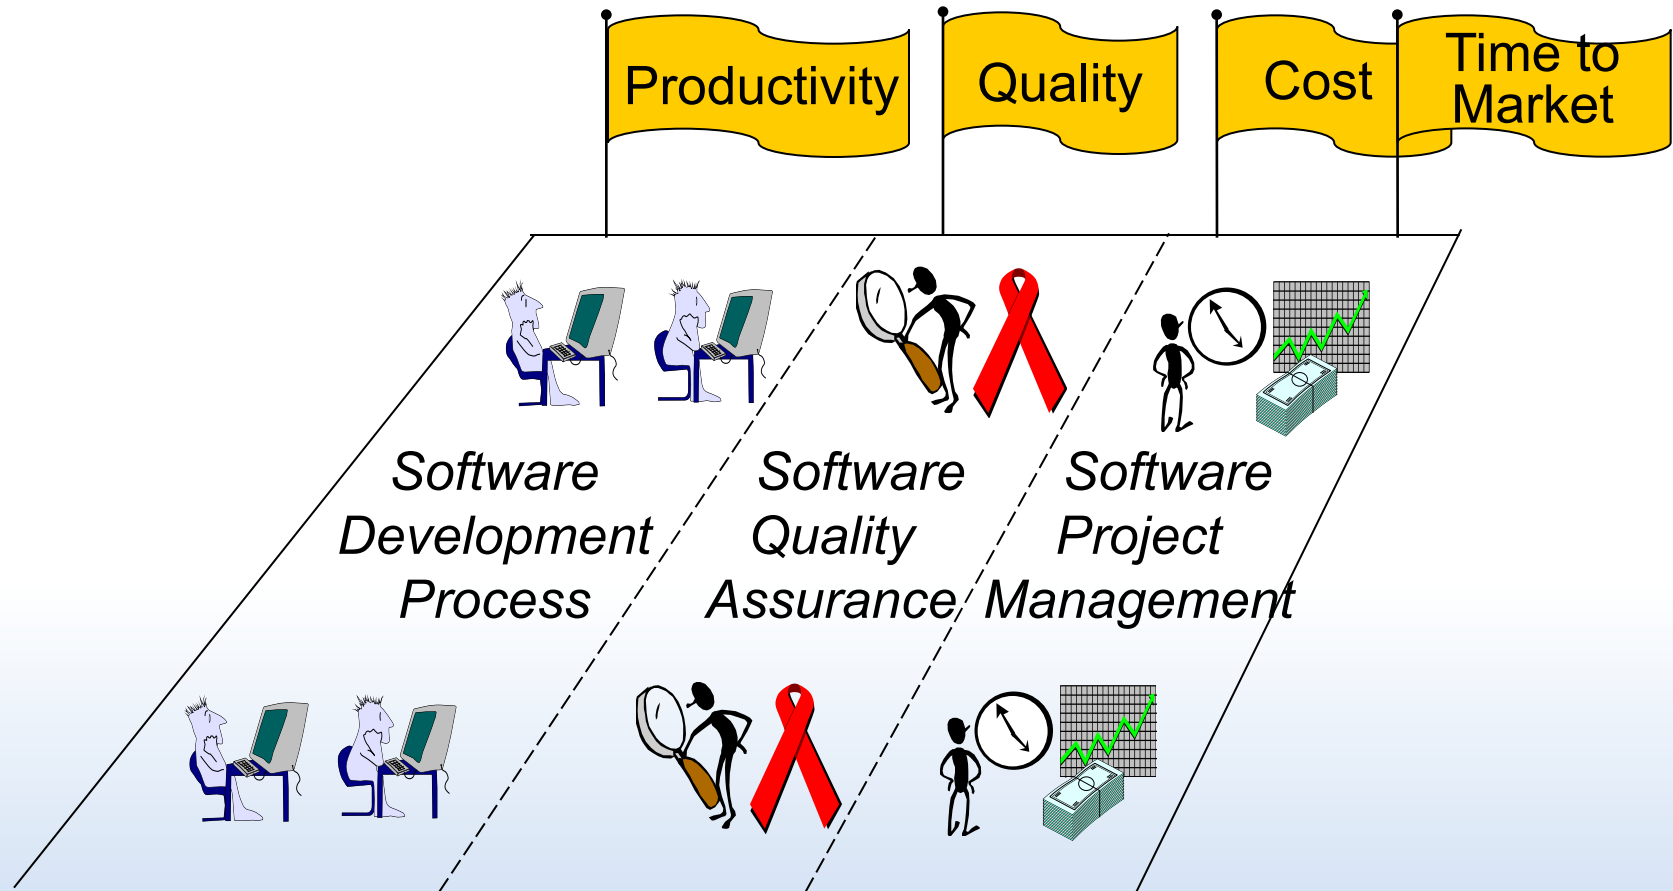 Productivity
Quality
Cost
Time to
Market
Software
Development
Process
Software
Quality
Assurance
Software
Project
Management